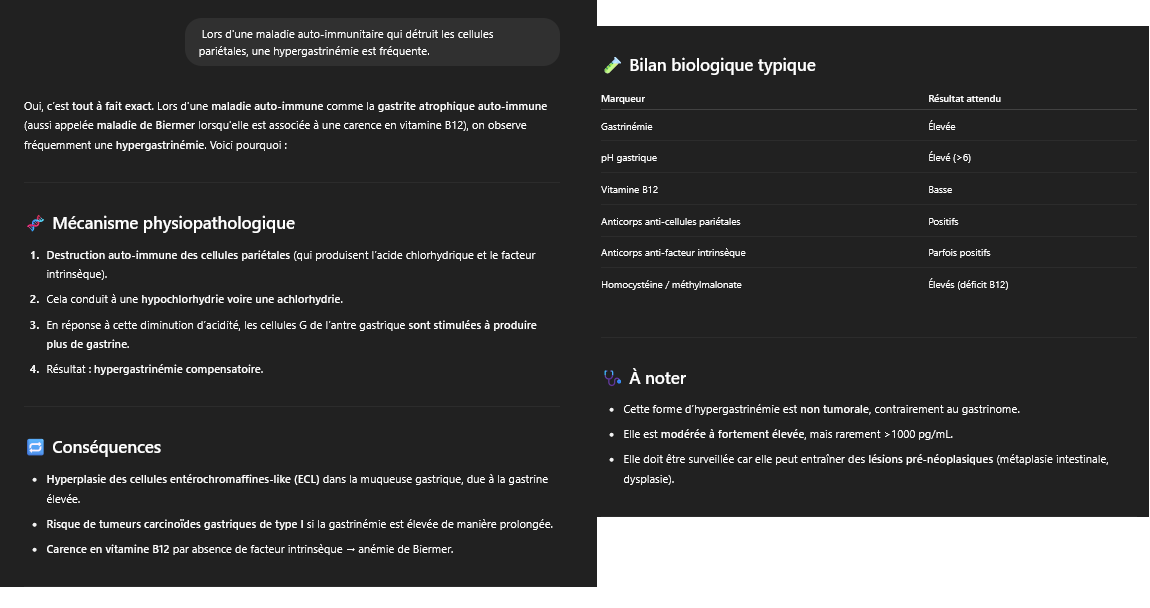 Lors d'une maladie auto-immunitaire qui détruit les cellules
pariétales, une hypergastrinémie est fréquente.
Oui, c'est tout à fait exact. Lors d'une maladie auto-immune comme la gastrite atrophique auto-immune
(aussi appelée maladie de Biermer lorsqu'elle est associée à une carence en vitamine B12), on observe
fréquemment une hypergastrinémie. Voici pourquoi :
Mécanisme physiopathologique
1. Destruction auto-immune des cellules pariétales (qui produisent l'acide chlorhydrique et le facteur
intrinsèque).
2. Cela conduit à une hypochlorhydrie voire une achlorhydrie.
3. En réponse à cette diminution d'acidité, les cellules G de l'antre gastrique sont stimulées à produire
plus de gastrine.
4. Résultat : hypergastrinémie compensatoire.
Conséquences
• Hyperplasie des cellules entérochromaffines-like (ECL) dans la muqueuse gastrique, due à la gastrine
élevée.
• Risque de tumeurs carcinoïdes gastriques de type I si la gastrinémie est élevée de manière prolongée.
• Carence en vitamine B12 par absence de facteur intrinsèque → anémie de Biermer.
Bilan biologique typique
Marqueur Résultat attendu
Gastrinémie Élevée
pH gastrique Élevé (>6)
Vitamine B12 Basse
Anticorps anti-cellules pariétales Positifs
Anticorps anti-facteur intrinsèque Parfois positifs
Homocystéine / méthylmalonate Élevés (déficit B12)
À noter
• Cette forme d'hypergastrinémie est non tumorale, contrairement au gastrinome.
• Elle est modérée à fortement élevée, mais rarement >1000 pg/mL.
• Elle doit être surveillée car elle peut entraîner des lésions pré-néoplasiques (métaplasie intestinale,
dysplasie).